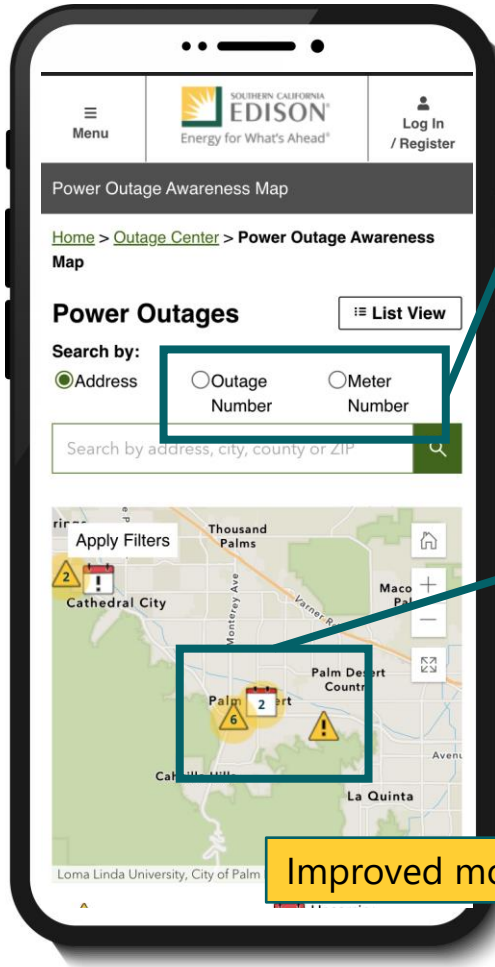 SOUTHERN CALIFORNIA
EDISON®
Energy for What's Ahead®
Menu
Log In
/ Register
Power Outage Awareness Map
Home > Outage Center > Power Outage Awareness
Map
Power Outages
List View
Search by:
Address
Outage
Number
Meter
Number
Search by address, city, county or ZIP
Apply Filters
Thousand
Palms
2
!
Cathedral City
Monterey Ave
Varner
Palm Desert
Country
Palm
2
6
!
La Quinta
Loma Linda University, City of Palm
Improved